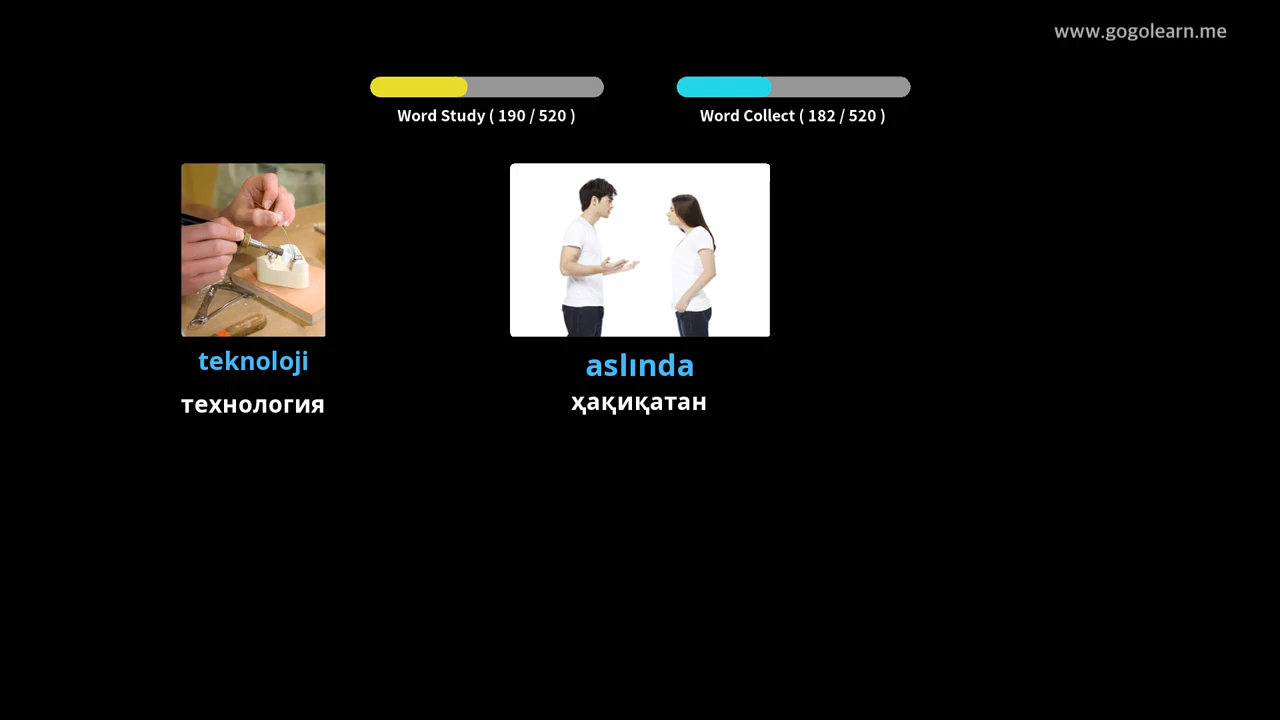 www.gogolearn.me
Word Study ( 190 / 520 )
Word Collect ( 182 / 520 )
teknoloji
технология
aslında
ҳақиқатан